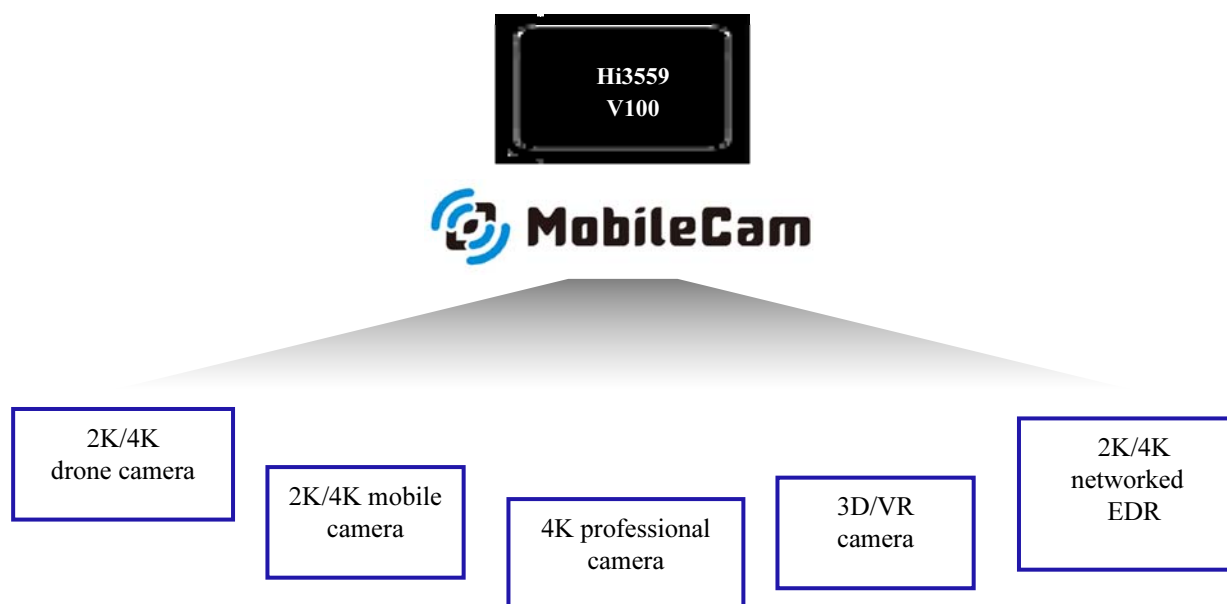 Hi3559
V100
MobileCam
2K/4K
drone camera
2K/4K mobile
camera
4K professional
camera
3D/VR
camera
2K/4K
networked
EDR